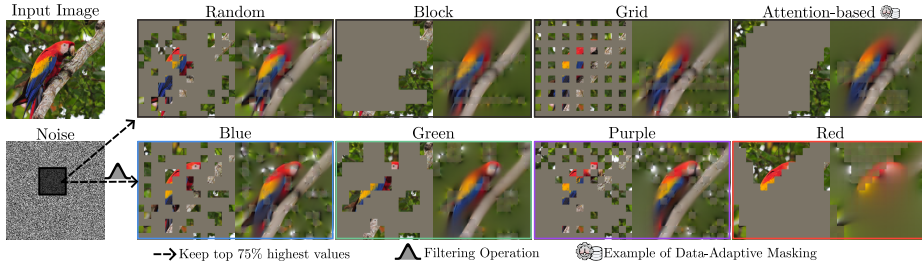 Input Image
Random
Block
Grid
Attention-based
Noise
Blue
Green
Purple
Red
Keep top 75% highest values
Filtering Operation
Example of Data-Adaptive Masking